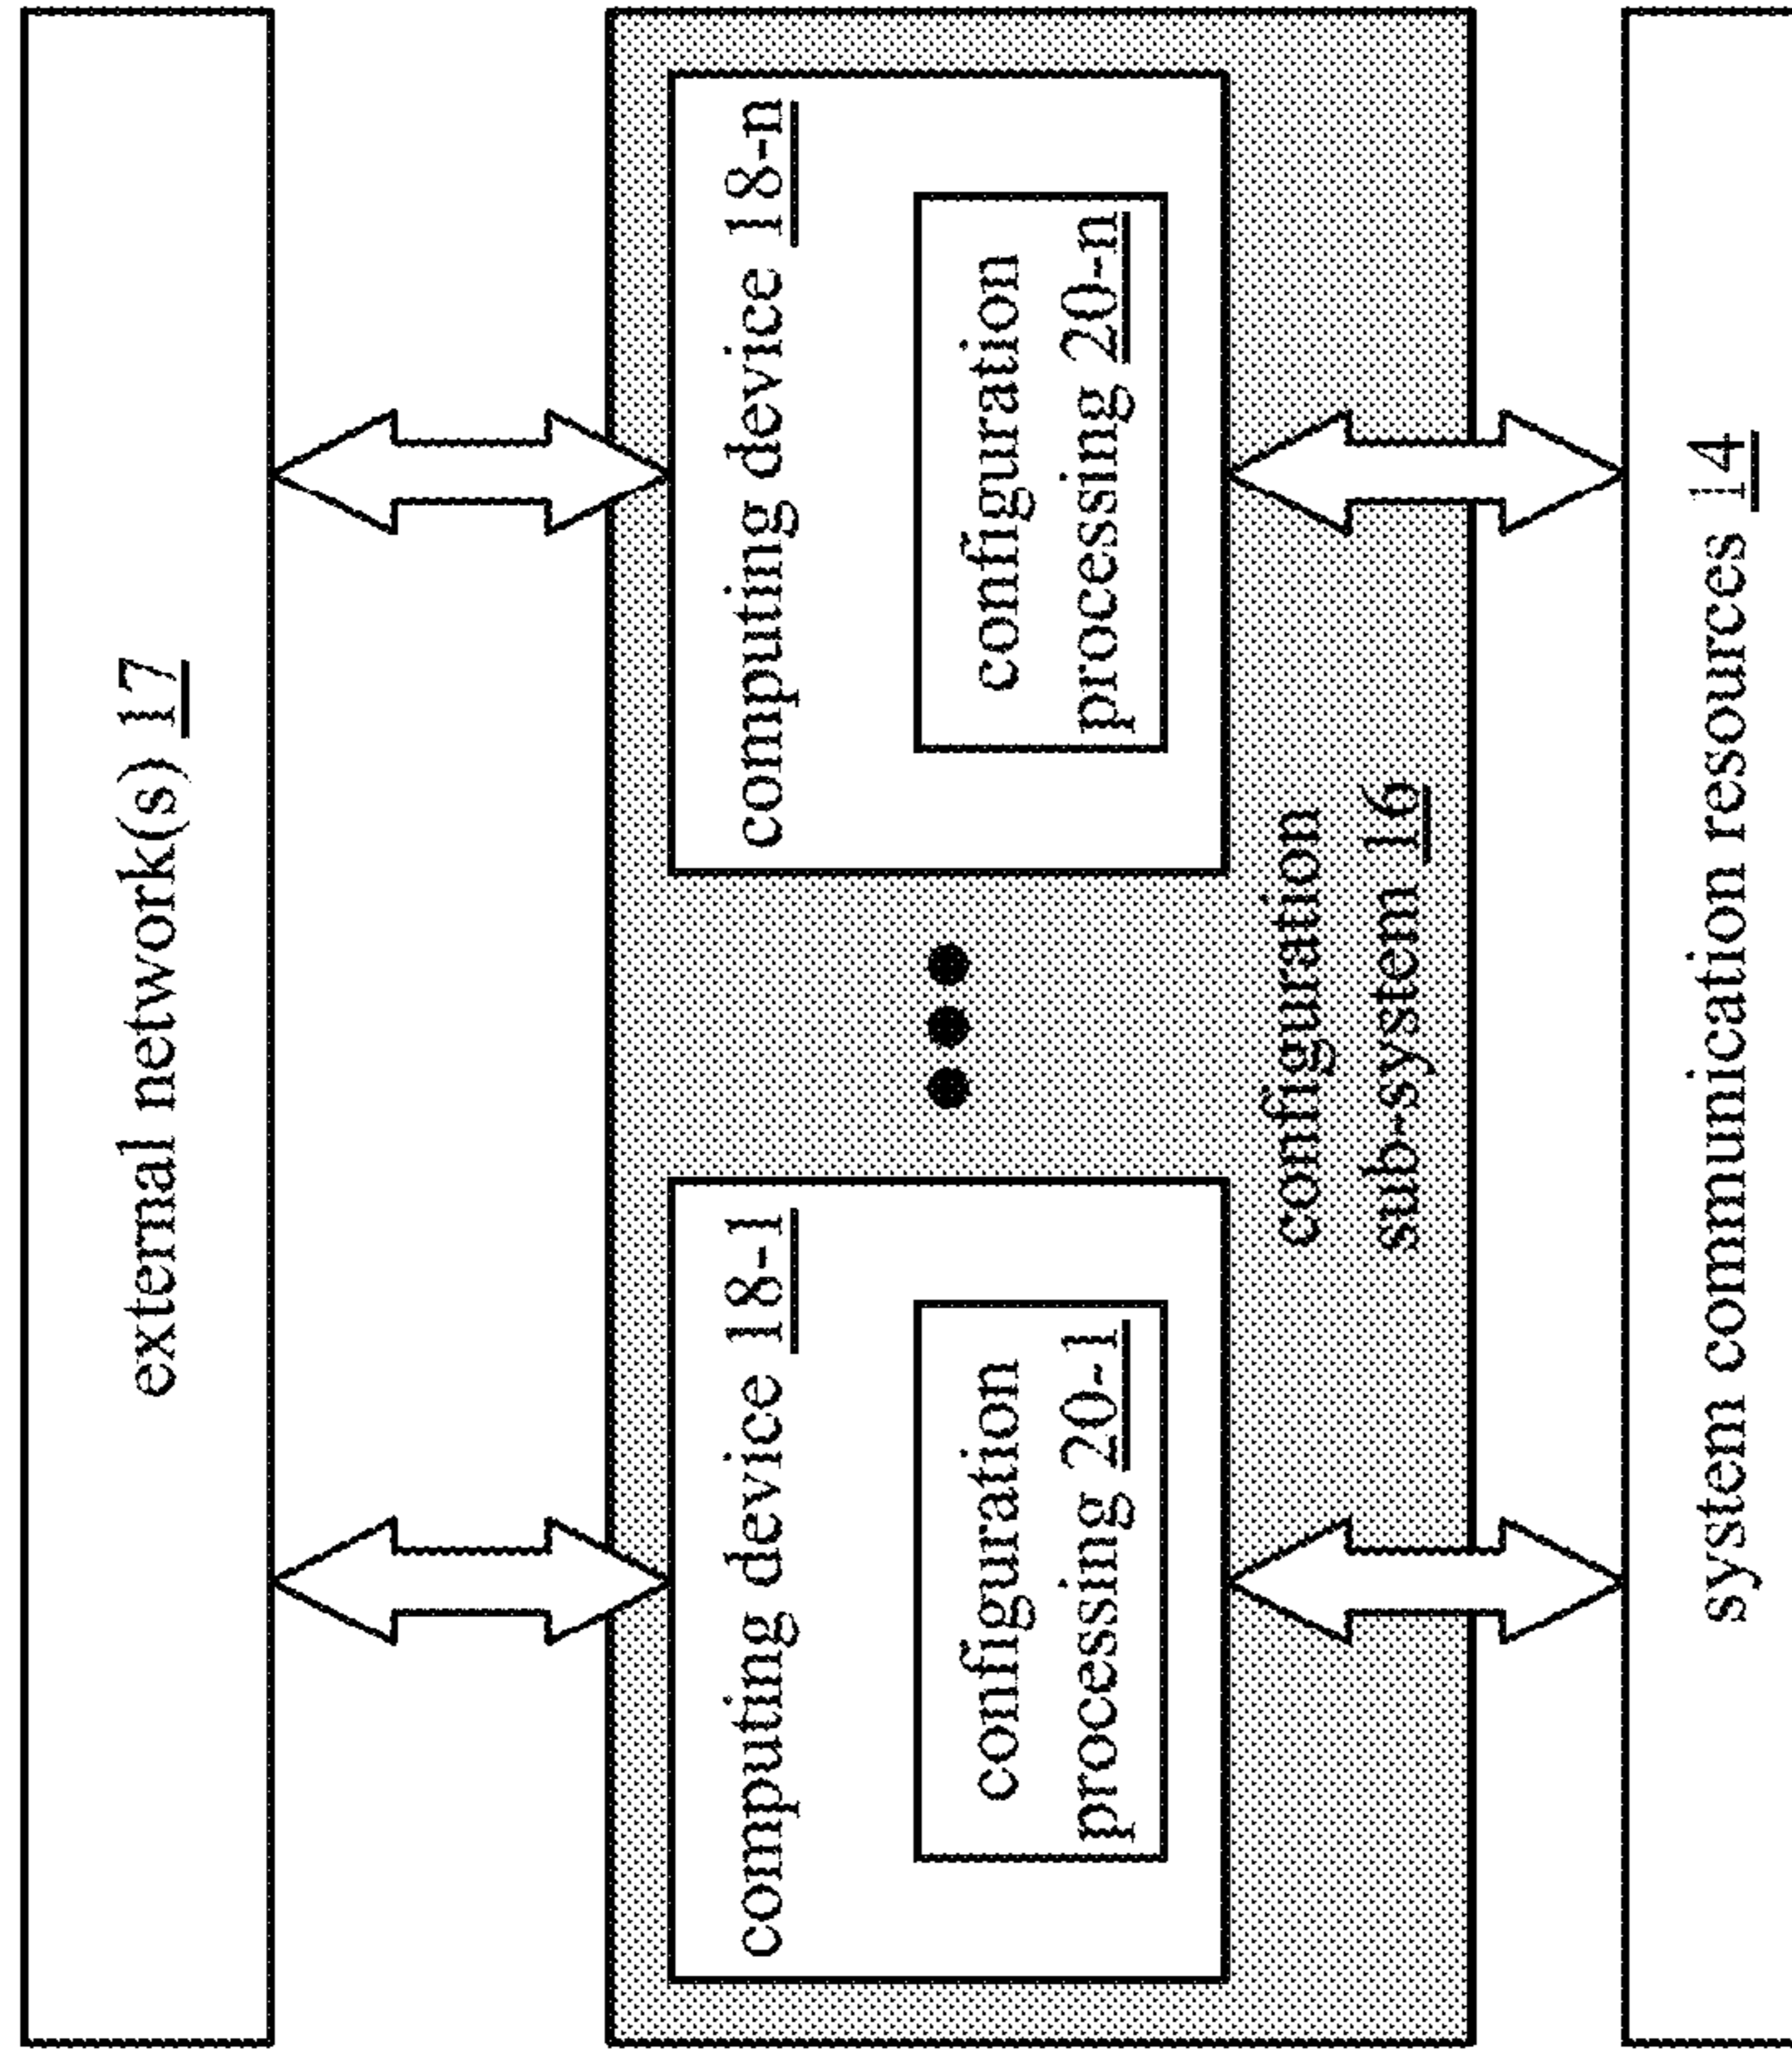 external network(s) 17
computing device 18-1
configuration
processing 20-1
computing device 18-n
configuration
processing 20-n
configuration
sub-system 16
system communication resources 14